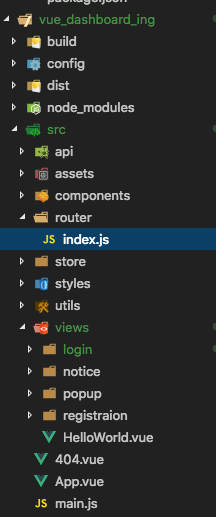 package.json
vue_dashboard_ing
build
config
dist
node_modules
src
api
assets
components
router
JS index.js
store
styles
utils
views
login
notice
popup
registraion
HelloWorld.vue
404.vue
App.vue
JS main.js